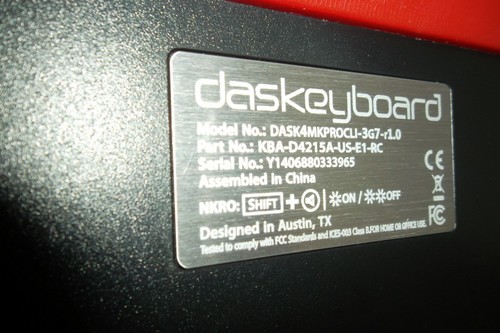 daskeyboard
Model No.: DASK4MKPROCLI-3G7-r1.0
Part No.: KBA-D4215A-US-E1-RC
Serial No.: Y1406880333965
Assembled in China
CE
NKRO: SHIFT + | ON / OFF
Designed in Austin, TX
FC
Tested to comply with FCC Standards and ICES-003 Class B.FOR HOME OR OFFICE USE.